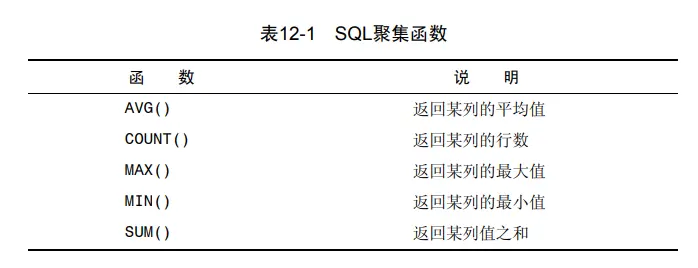 表12-1 SQL聚集函数
函 数 说 明
AVG() 返回某列的平均值
COUNT() 返回某列的行数
MAX() 返回某列的最大值
MIN() 返回某列的最小值
SUM() 返回某列值之和